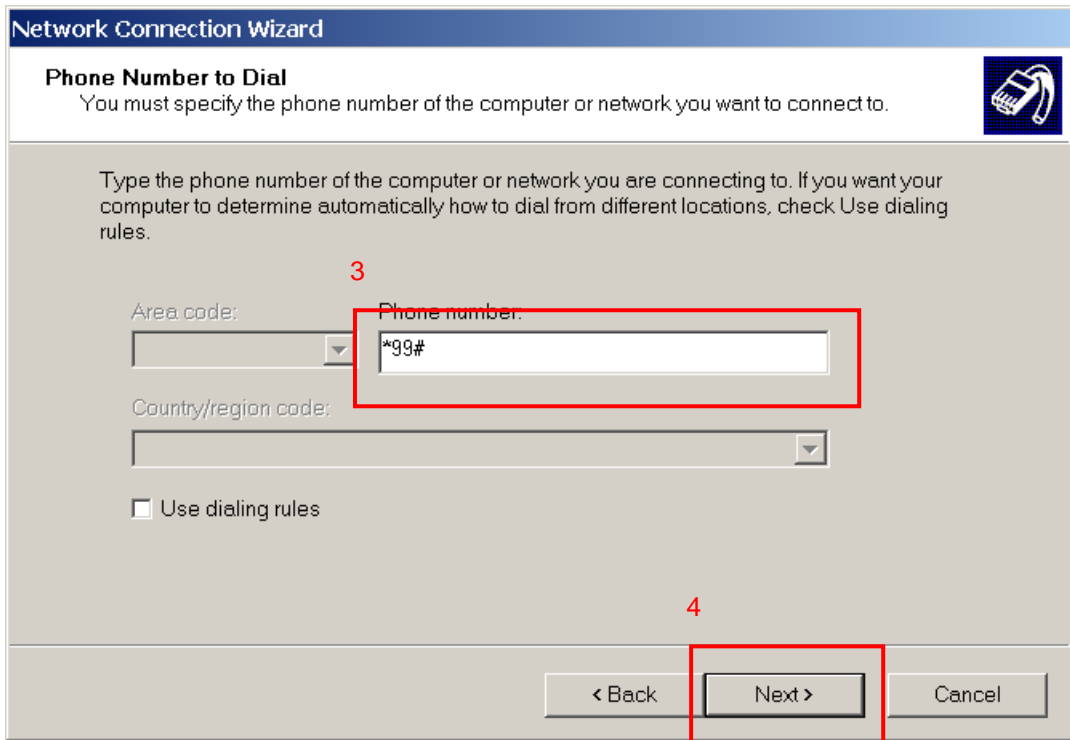 Network Connection Wizard
Phone Number to Dial
You must specify the phone number of the computer or network you want to connect to.
Type the phone number of the computer or network you are connecting to. If you want your
computer to determine automatically how to dial from different locations, check Use dialing
rules.
3
Area code:
Phone number:
*99#
Country/region code:
Use dialing rules
4
< Back
Next >
Cancel